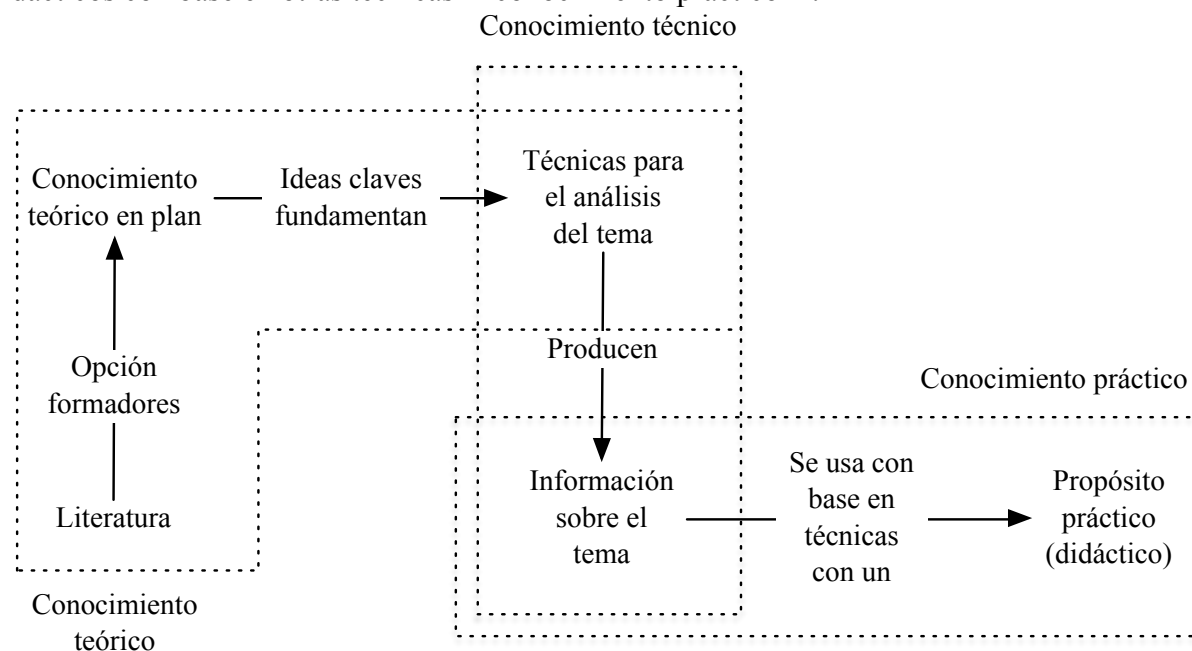 Conocimiento técnico
Conocimiento
teórico en plan
Ideas claves
fundamentan
Técnicas para
el análisis
del tema
Opción
formadores
Producen
Conocimiento práctico
Literatura
Información
sobre el
tema
Se usa con
base en
técnicas
con un
Propósito
práctico
(didáctico)
Conocimiento
teórico